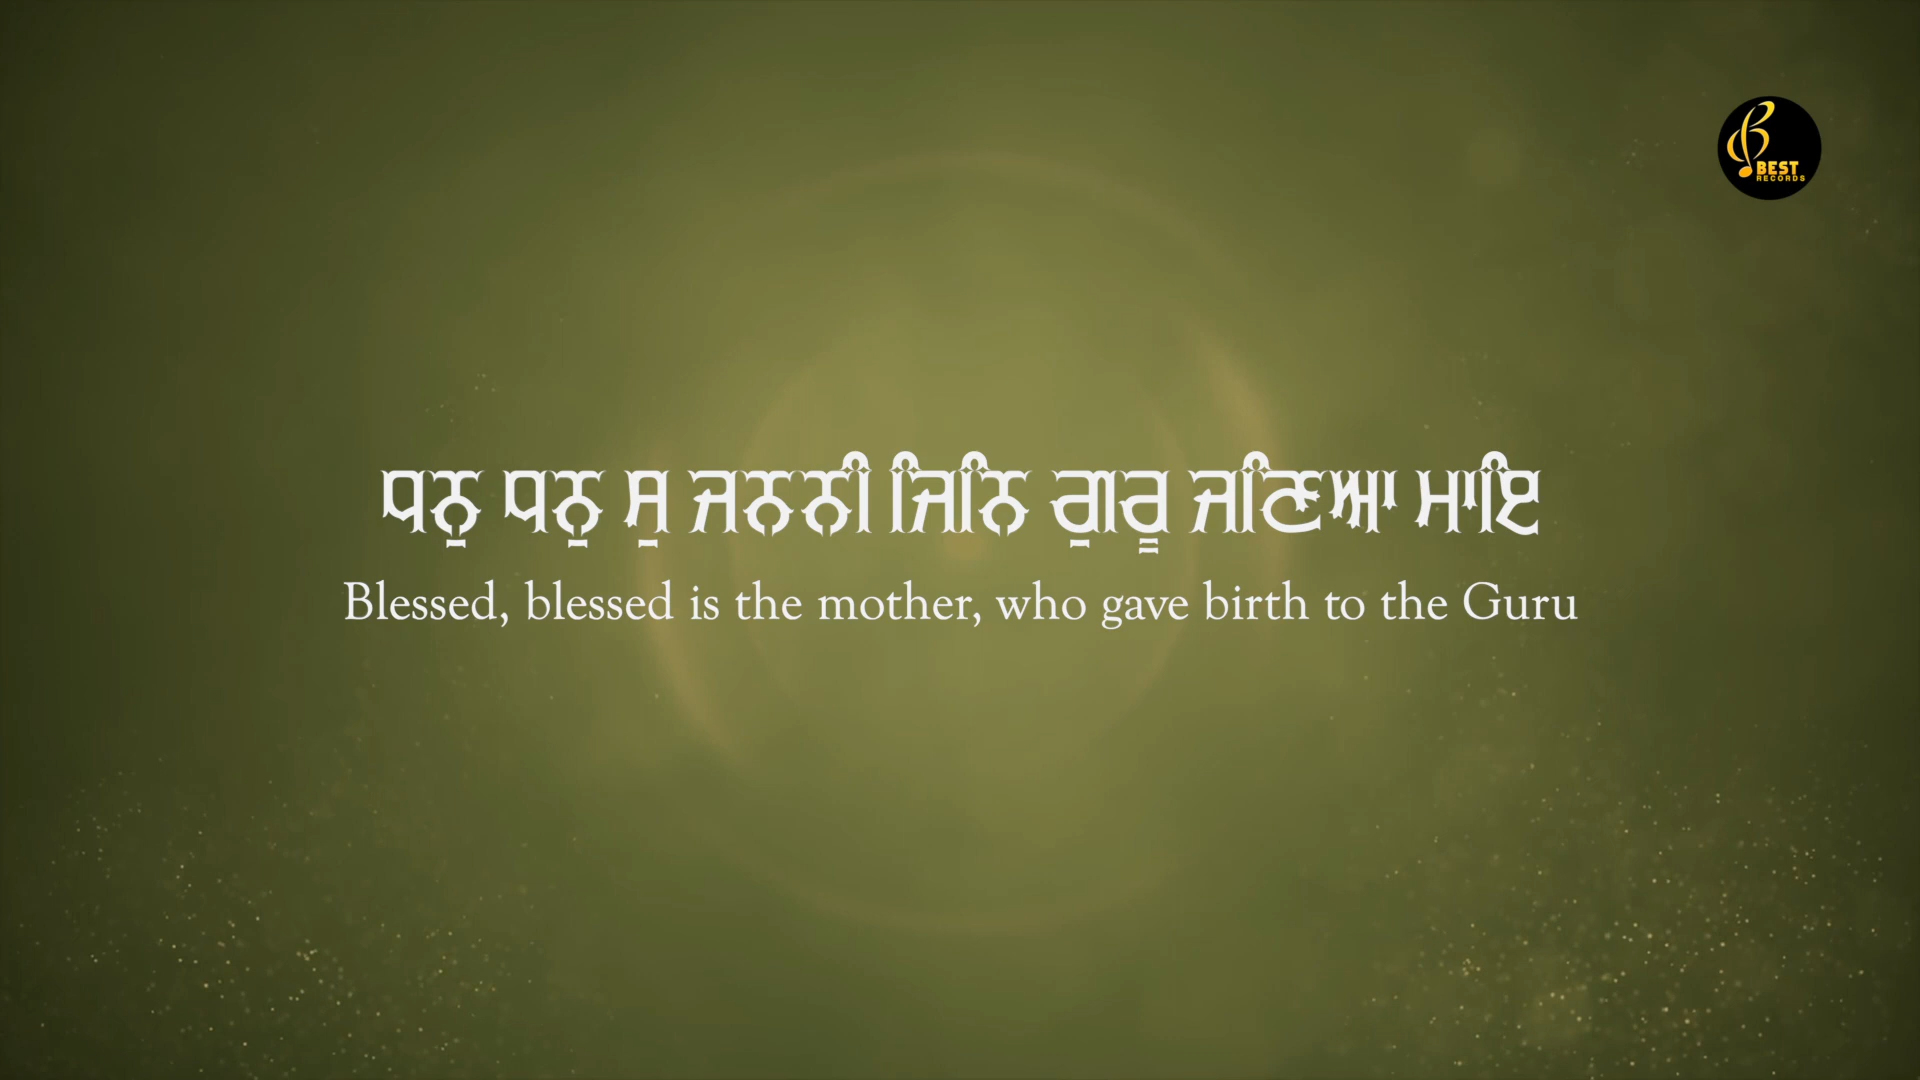 BEST
RECORDS
ਧਨੁ ਧਨੁ ਸੁ ਜਨਨੀ ਜਿਨਿ ਗੁਰੂ ਜਣਿਆ ਮਾਇ
Blessed, blessed is the mother, who gave birth to the Guru